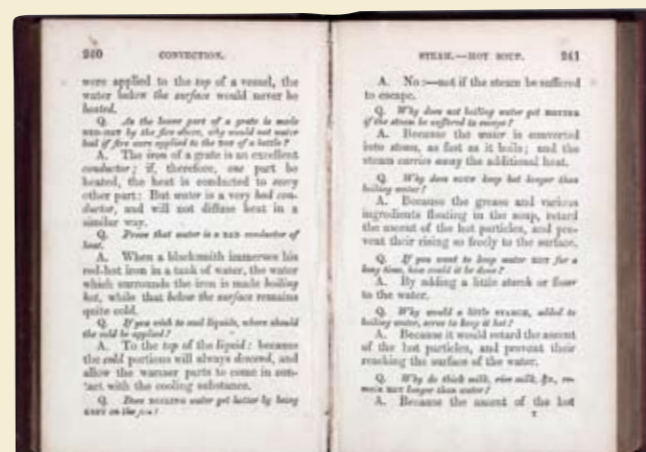 240 CONVECTION.
were applied to the top of a vessel, the
water below the surface would never be
heated.
Q. As the lower part of a grate is made
RED-HOT by the fire above, why would not water
boil if fire were applied to the TOP of a kettle?
A. The iron of a grate is an excellent
conductor; if, therefore, one part be
heated, the heat is conducted to every
other part: But water is a very bad con-
ductor, and will not diffuse heat in a
similar way.
Q. Prove that water is a BAD conductor of
heat.
A. When a blacksmith immerses his
red-hot iron in a tank of water, the water
which surrounds the iron is made boiling
hot, while that below the surface remains
quite cold.
Q. If you wish to cool liquids, where should
the cold be applied?
A. To the top of the liquid: because
the cold portions will always descend, and
allow the warmer parts to come in con-
tact with the cooling substance.
Q. Does BOILING water get hotter by being
KEPT on the fire?
STEAM.—HOT SOUP. 241
A. No:—not if the steam be suffered
to escape.
Q. Why does not boiling water get HOTTER
if the steam be suffered to escape?
A. Because the water is converted
into steam, as fast as it boils; and the
steam carries away the additional heat.
Q. Why does SOUP keep hot longer than
boiling water?
A. Because the grease and various
ingredients floating in the soup, retard
the ascent of the hot particles, and pre-
vent their rising so freely to the surface.
Q. If you want to keep water HOT for a
long time, how could it be done?
A. By adding a little starch or flour
to the water.
Q. Why would a little STARCH, added to
boiling water, serve to keep it hot?
A. Because it would retard the ascent
of the hot particles, and prevent their
reaching the surface of the water.
Q. Why do thick milk, rice milk, &c., re-
main HOT longer than water?
A. Because the ascent of the hot